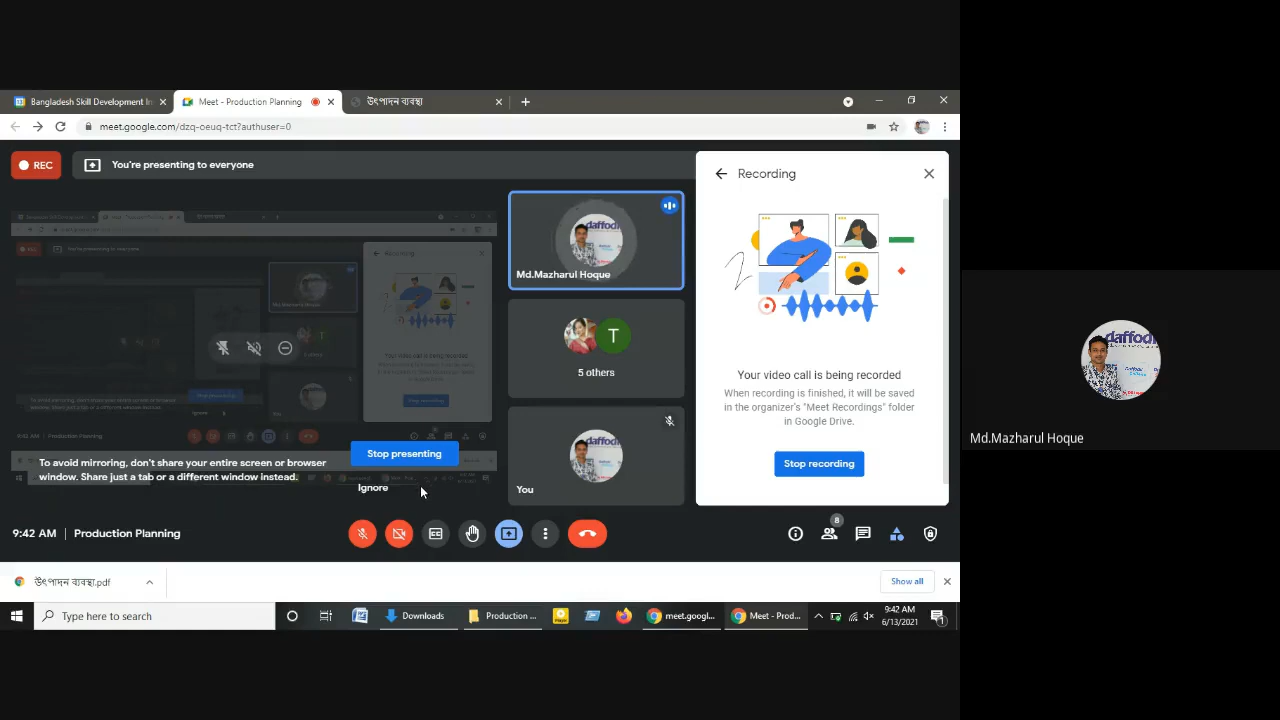 Bangladesh Skill Development In
Meet - Production Planning
উৎপাদন ব্যবস্থা
meet.google.com/dzq-oeuq-tct?authuser=0
REC
You're presenting to everyone
Recording
daffodi
Md.Mazharul Hoque
T
5 others
Your video call is being recorded
When recording is finished, it will be saved
in the organizer's "Meet Recordings" folder
in Google Drive.
Stop recording
To avoid mirroring, don't share your entire screen or browser
window. Share just a tab or a different window instead.
Stop presenting
Ignore
daffodi
You
9:42 AM | Production Planning
8
উৎপাদন ব্যবস্থা.pdf
Show all
Type here to search
Downloads
Production ...
meet.googl...
Meet - Prod...
9:42 AM
6/13/2021
1
daffodi
Md.Mazharul Hoque